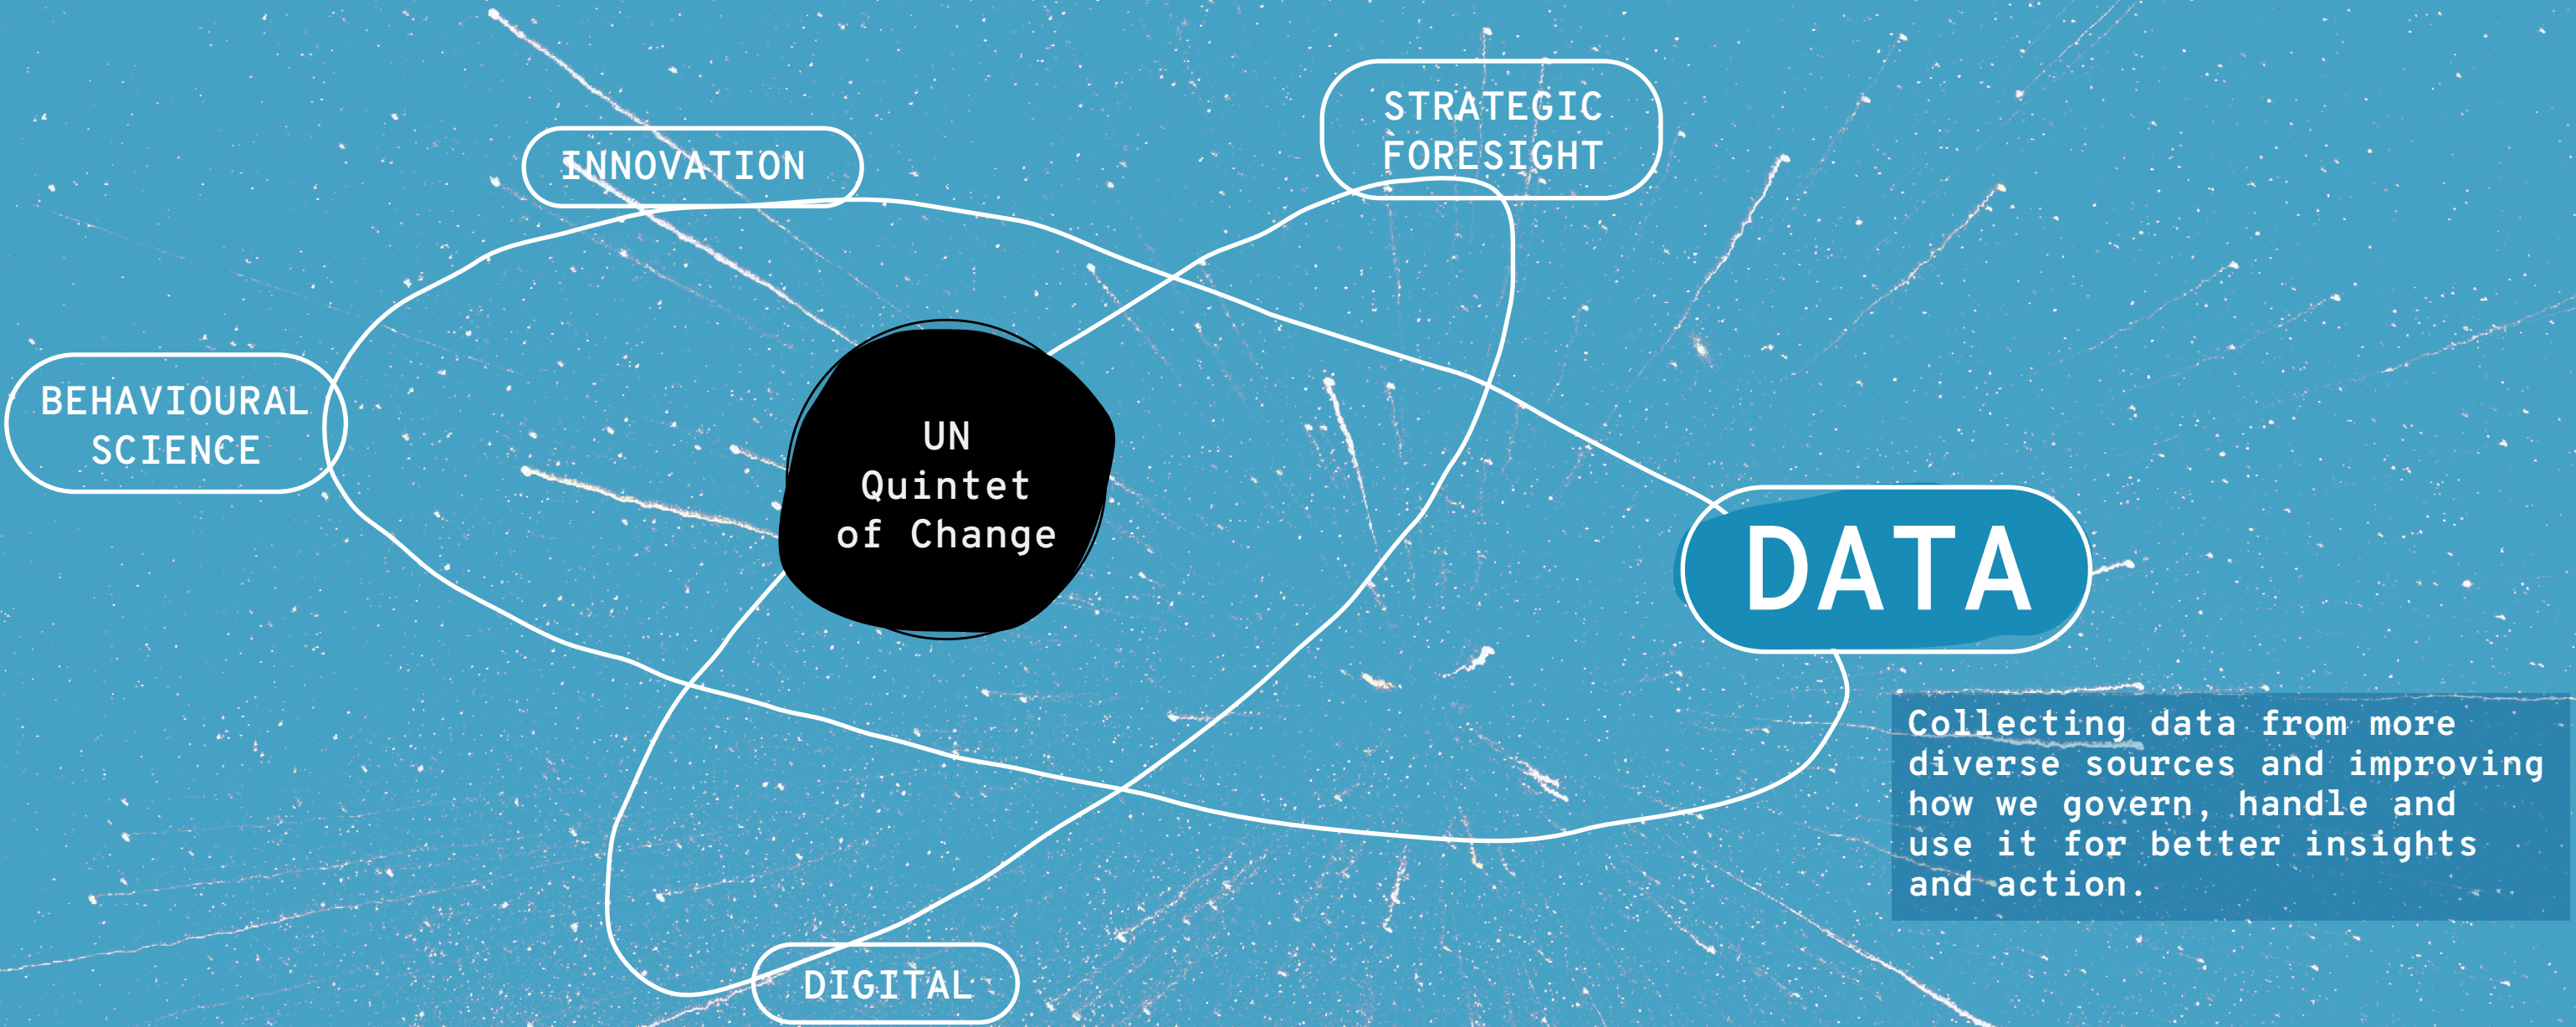 STRATEGIC
FORESIGHT
INNOVATION
BEHAVIOURAL
SCIENCE
UN
Quintet
of Change
DATA
Collecting data from more
diverse sources and improving
how we govern, handle and
use it for better insights
and action.
DIGITAL